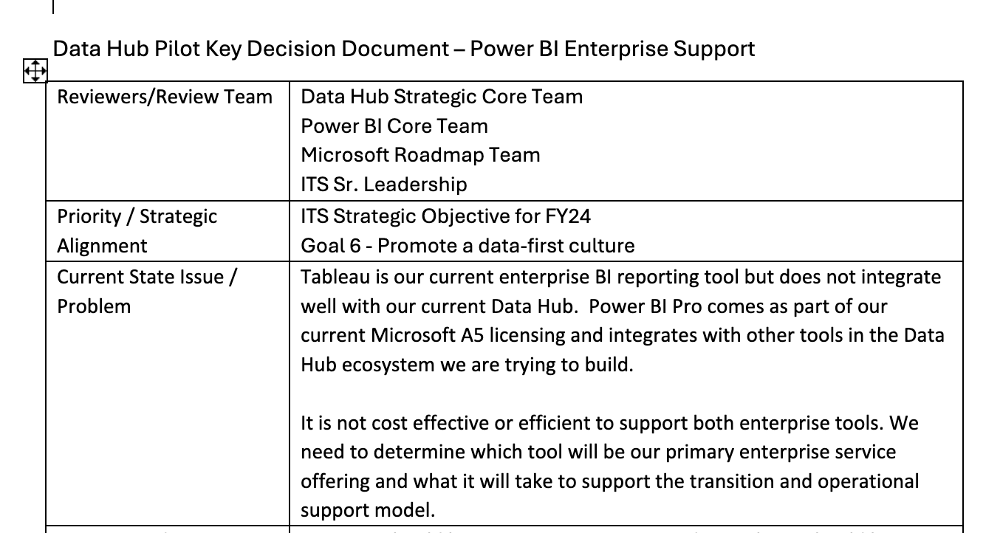 Data Hub Pilot Key Decision Document – Power BI Enterprise Support
Reviewers/Review Team
Data Hub Strategic Core Team
Power BI Core Team
Microsoft Roadmap Team
ITS Sr. Leadership
Priority / Strategic
Alignment
ITS Strategic Objective for FY24
Goal 6 - Promote a data-first culture
Current State Issue /
Problem
Tableau is our current enterprise BI reporting tool but does not integrate
well with our current Data Hub.  Power BI Pro comes as part of our
current Microsoft A5 licensing and integrates with other tools in the Data
Hub ecosystem we are trying to build.
It is not cost effective or efficient to support both enterprise tools. We
need to determine which tool will be our primary enterprise service
offering and what it will take to support the transition and operational
support model.